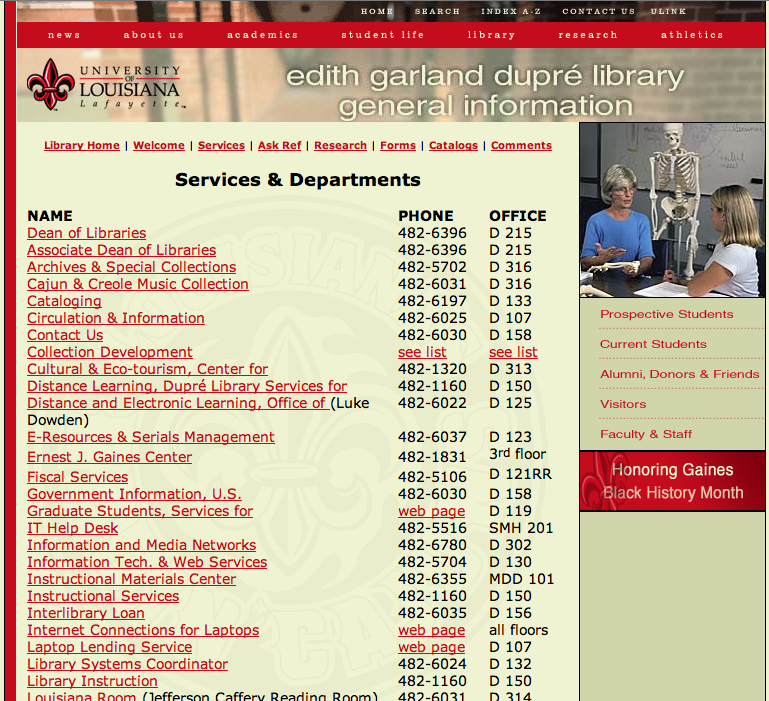 HOME SEARCH INDEX A-Z CONTACT US ULINK
news about us academics student life library research athletics
UNIVERSITY
OF
LOUISIANA
Lafayette™
edith garland dupré library
general information
Library Home | Welcome | Services | Ask Ref | Research | Forms | Catalogs | Comments
Services & Departments
NAME PHONE OFFICE
Dean of Libraries 482-6396 D 215
Associate Dean of Libraries 482-6396 D 215
Archives & Special Collections 482-5702 D 316
Cajun & Creole Music Collection 482-6031 D 316
Cataloging 482-6197 D 133
Circulation & Information 482-6025 D 107
Contact Us 482-6030 D 158
Collection Development see list see list
Cultural & Eco-tourism, Center for 482-1320 D 313
Distance Learning, Dupré Library Services for 482-1160 D 150
Distance and Electronic Learning, Office of (Luke 482-6022 D 125
Dowden)
E-Resources & Serials Management 482-6037 D 123
Ernest J. Gaines Center 482-1831 3rd floor
Fiscal Services 482-5106 D 121RR
Government Information, U.S. 482-6030 D 158
Graduate Students, Services for web page D 119
IT Help Desk 482-5516 SMH 201
Information and Media Networks 482-6780 D 302
Information Tech. & Web Services 482-5704 D 130
Instructional Materials Center 482-6355 MDD 101
Instructional Services 482-1160 D 150
Interlibrary Loan 482-6035 D 156
Internet Connections for Laptops web page all floors
Laptop Lending Service web page D 107
Library Systems Coordinator 482-6024 D 132
Library Instruction 482-1160 D 150
Louisiana Room (Jefferson Caffery Reading Room) 482-6031 D 314
Prospective Students
Current Students
Alumni, Donors & Friends
Visitors
Faculty & Staff
Honoring Gaines
Black History Month